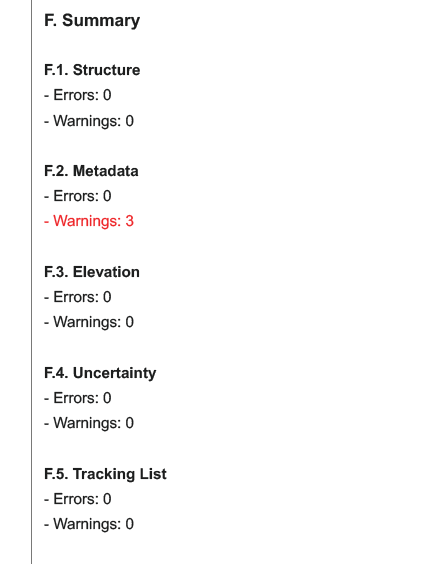 F. Summary
F.1. Structure
- Errors: 0
- Warnings: 0
F.2. Metadata
- Errors: 0
- Warnings: 3
F.3. Elevation
- Errors: 0
- Warnings: 0
F.4. Uncertainty
- Errors: 0
- Warnings: 0
F.5. Tracking List
- Errors: 0
- Warnings: 0